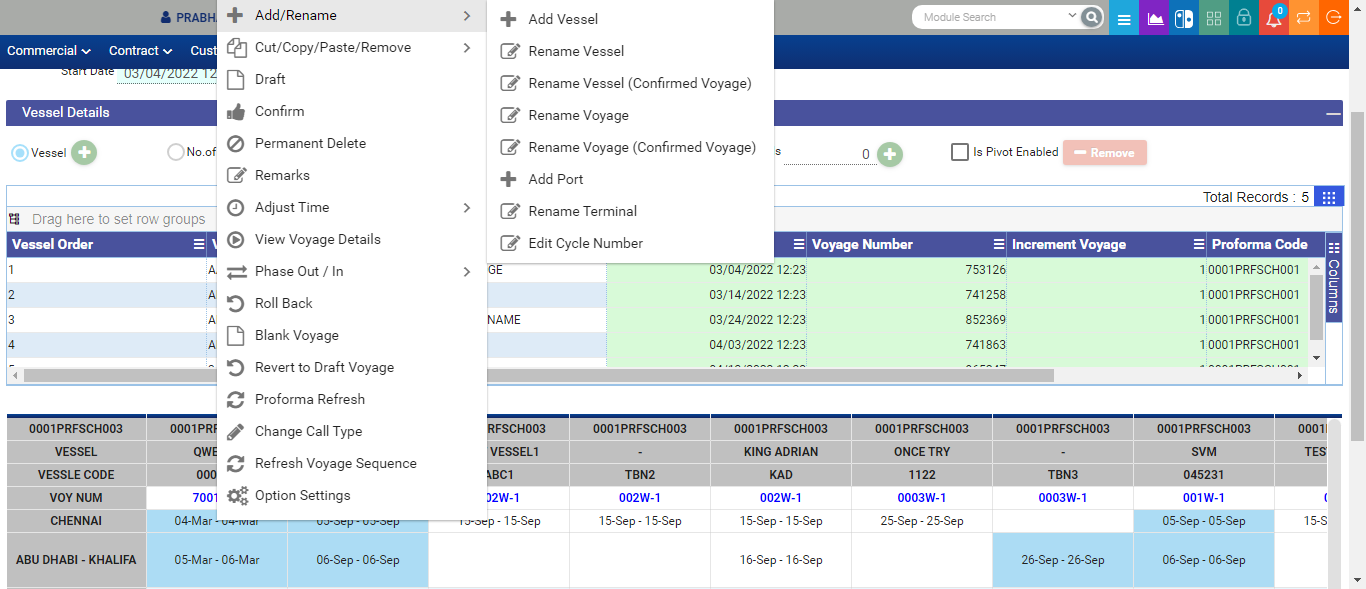 PRABH
Module Search
0
Commercial
Contract
Cust
Start Date 03/04/2022 12
Add/Rename
Cut/Copy/Paste/Remove
Draft
Confirm
Permanent Delete
Remarks
Adjust Time
View Voyage Details
Phase Out / In
Roll Back
Blank Voyage
Revert to Draft Voyage
Proforma Refresh
Change Call Type
Refresh Voyage Sequence
Option Settings
Add Vessel
Rename Vessel
Rename Vessel (Confirmed Voyage)
Rename Voyage
Rename Voyage (Confirmed Voyage)
Add Port
Rename Terminal
Edit Cycle Number
Vessel Details
Vessel No.of s 0 Is Pivot Enabled Remove
Total Records : 5
Drag here to set row groups
Vessel Order V Voyage Number Increment Voyage Proforma Code
Columns
1 A GE 03/04/2022 12:23 753126 1 0001PRFSCH001
2 A 03/14/2022 12:23 741258 1 0001PRFSCH001
3 A NAME 03/24/2022 12:23 852369 1 0001PRFSCH001
4 A 04/03/2022 12:23 741863 1 0001PRFSCH001
0001PRFSCH003 0001PRF RFSCH003 0001PRFSCH003 0001PRFSCH003 0001PRFSCH003 0001PRFSCH003 0001PRFSCH003 0001
VESSEL QWE VESSEL1 - KING ADRIAN ONCE TRY - SVM TES
VESSLE CODE 000 ABC1 TBN2 KAD 1122 TBN3 045231
VOY NUM 7001 02W-1 002W-1 002W-1 0003W-1 0003W-1 001W-1
CHENNAI 04-Mar - 04-Mar 05-Sep - 05-Sep 15-Sep - 15-Sep 15-Sep - 15-Sep 15-Sep - 15-Sep 25-Sep - 25-Sep 05-Sep - 05-Sep 15-S
ABU DHABI - KHALIFA 05-Mar - 06-Mar 06-Sep - 06-Sep 16-Sep - 16-Sep 26-Sep - 26-Sep 06-Sep - 06-Sep